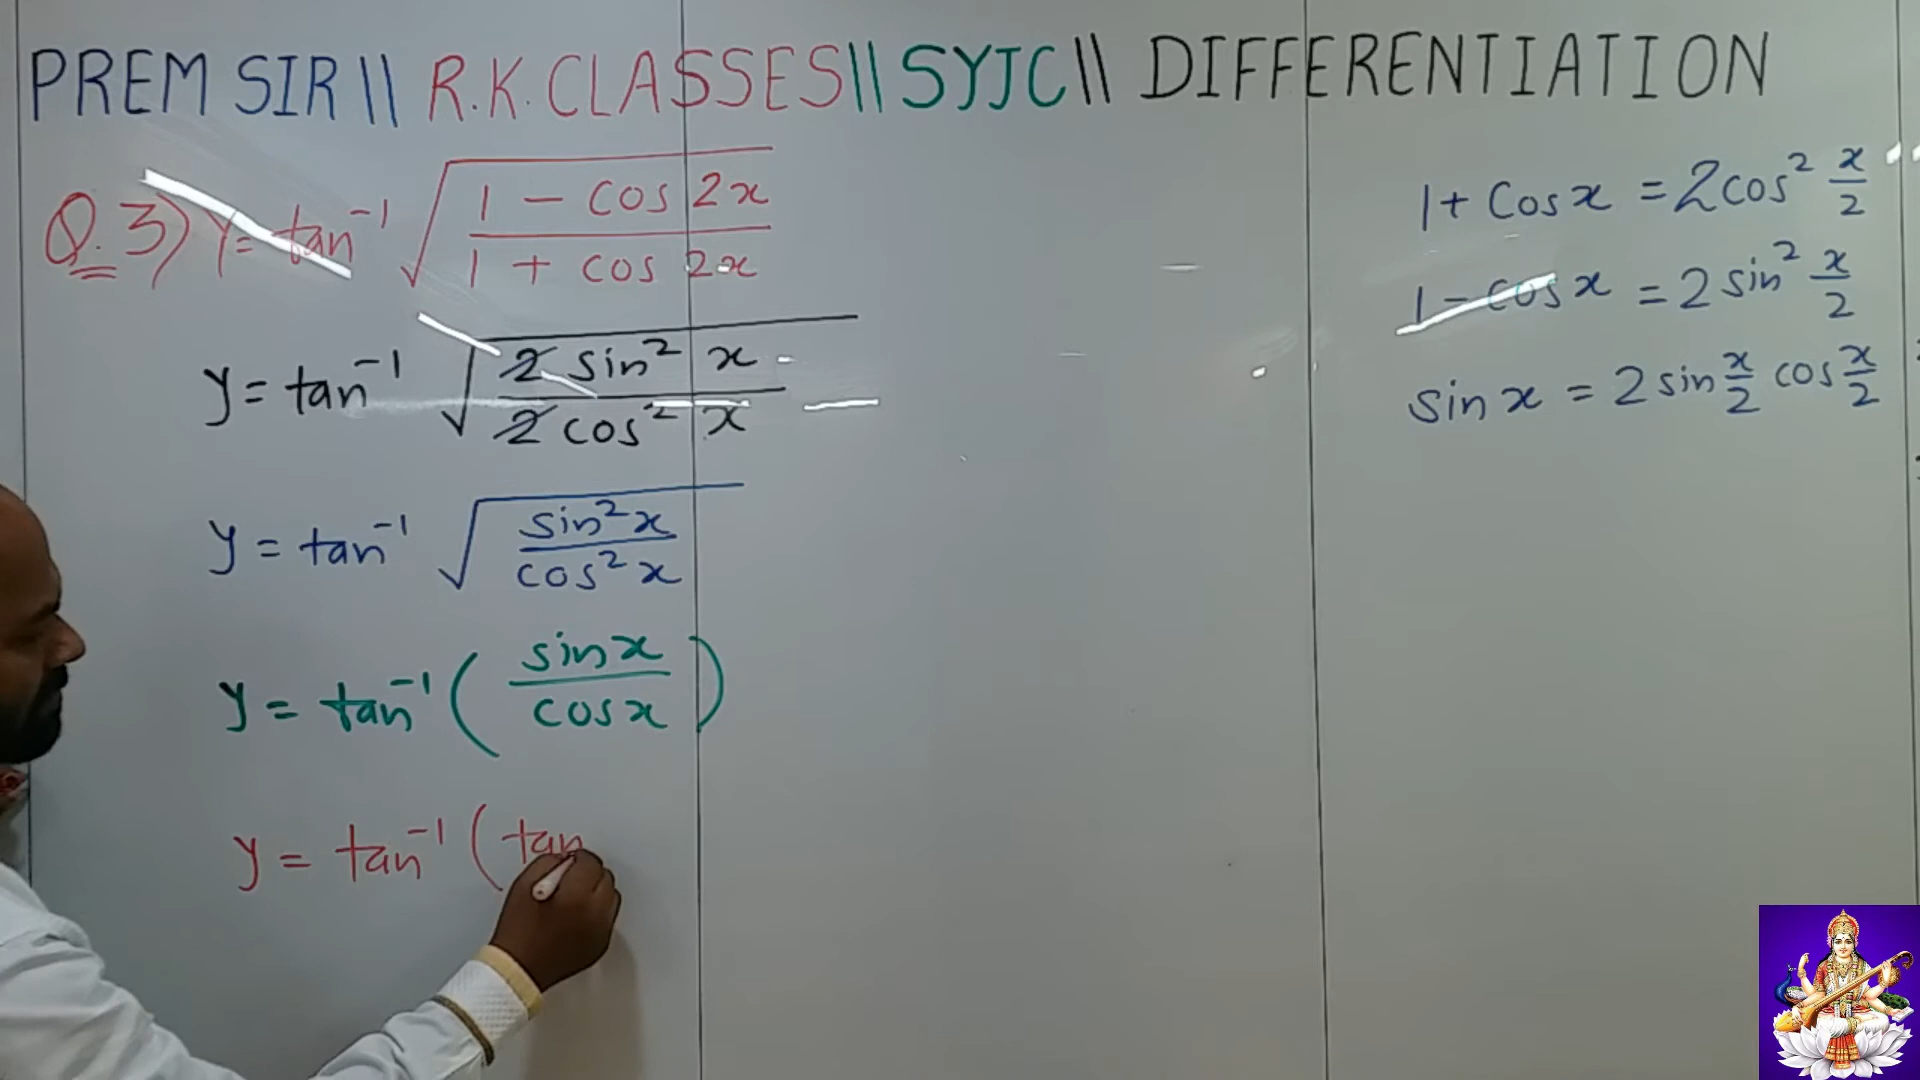 PREM SIR || R.K. CLASSES || SYJC || DIFFERENTIATION
Q.3) Y = tan⁻¹ √((1 - cos 2x)/(1 + cos 2x))
y = tan⁻¹ √((2 sin² x)/(2 cos² x))
y = tan⁻¹ √((sin² x)/(cos² x))
y = tan⁻¹ ((sin x)/(cos x))
y = tan⁻¹ (tan
1 + Cos x = 2 cos² x/2
1 - cos x = 2 sin² x/2
sin x = 2 sin x/2 cos x/2